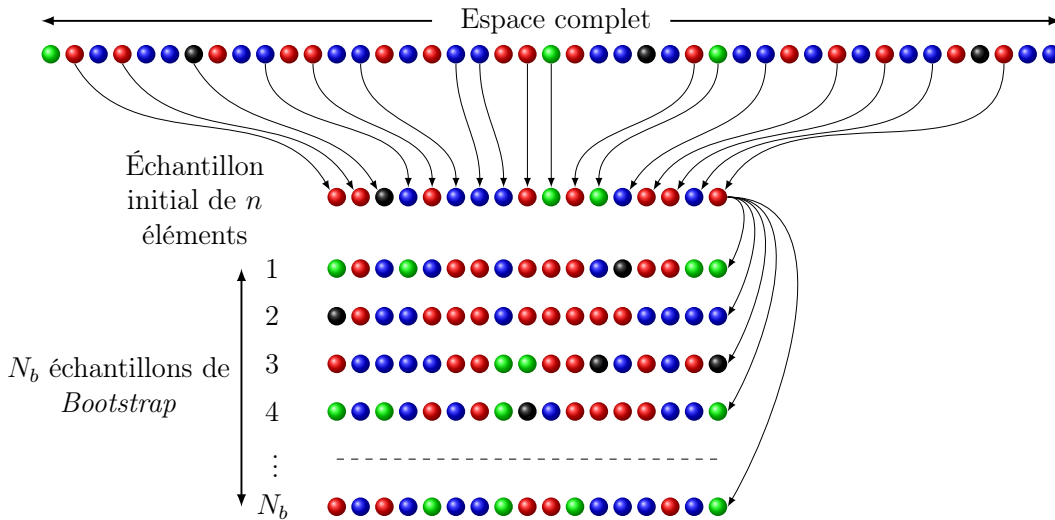 Espace complet
Échantillon
initial de n
éléments
1
2
N_b échantillons de
Bootstrap
3
4
⋮
N_b